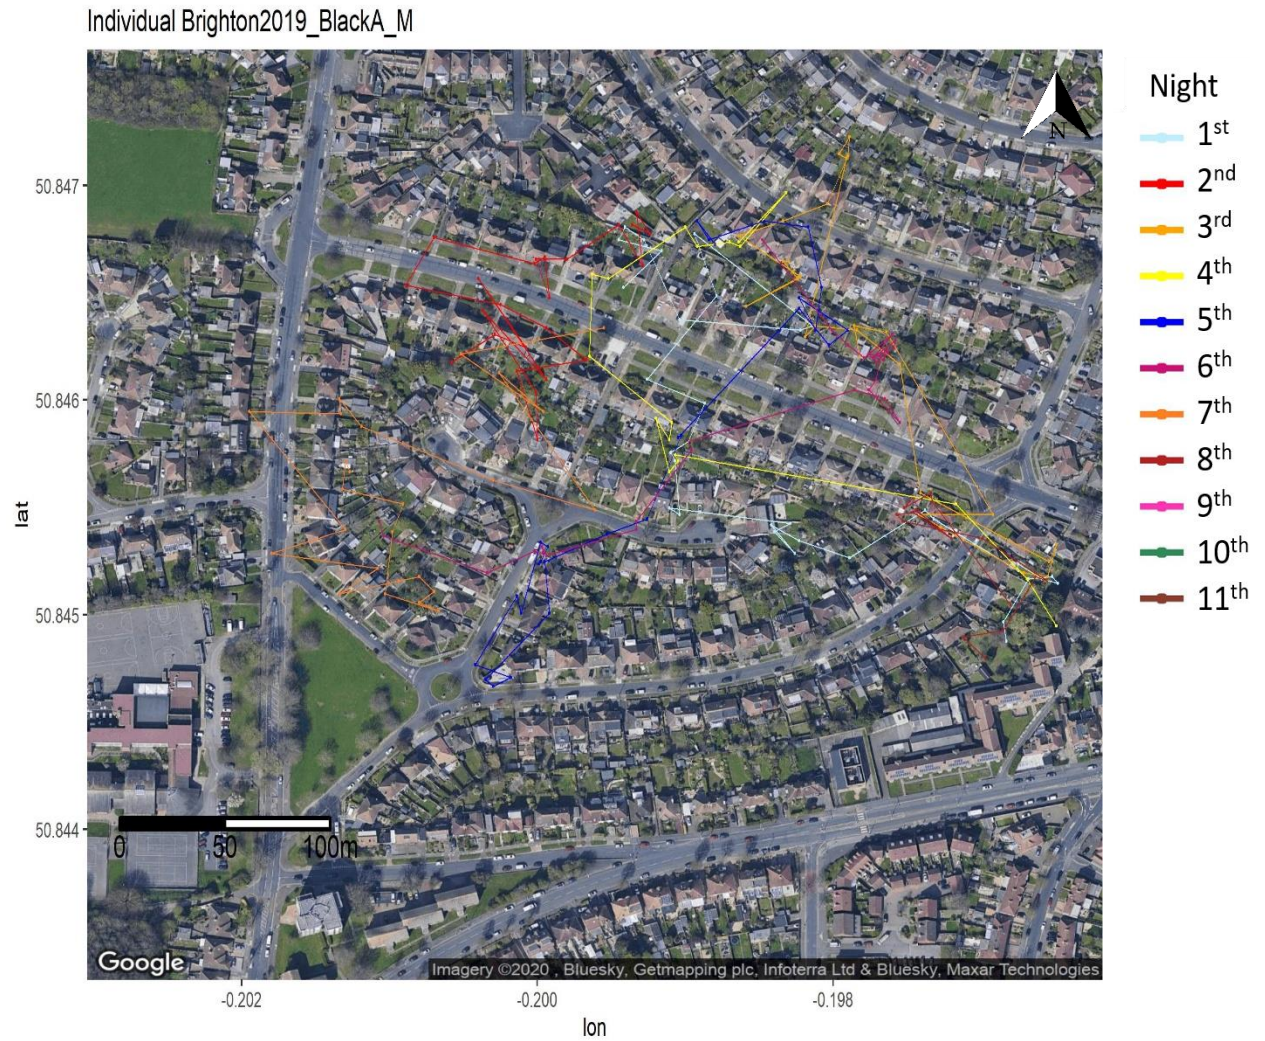 Individual Brighton2019_BlackA_M
Night
1st
2nd
3rd
4th
5th
6th
7th
8th
9th
10th
11th
N
50.847
50.846
50.845
50.844
lat
0 50 100m
Google
Imagery ©2020 , Bluesky, Getmapping plc, Infoterra Ltd & Bluesky, Maxar Technologies
-0.202 -0.200 -0.198
lon